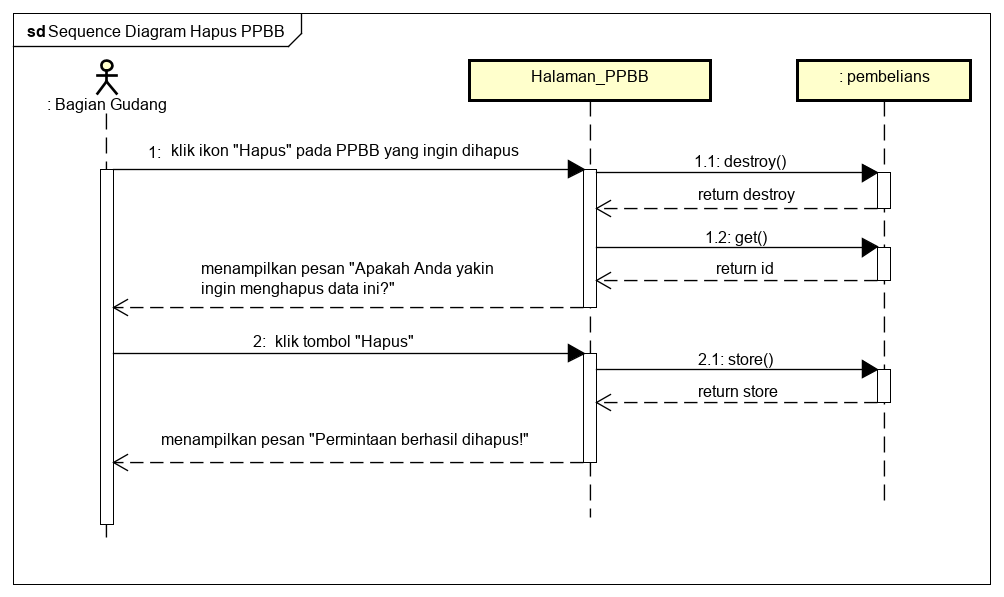 sd Sequence Diagram Hapus PPBB
: Bagian Gudang
Halaman_PPBB
: pembelians
1: klik ikon "Hapus" pada PPBB yang ingin dihapus
1.1: destroy()
return destroy
1.2: get()
return id
menampilkan pesan "Apakah Anda yakin
ingin menghapus data ini?"
2: klik tombol "Hapus"
2.1: store()
return store
menampilkan pesan "Permintaan berhasil dihapus!"